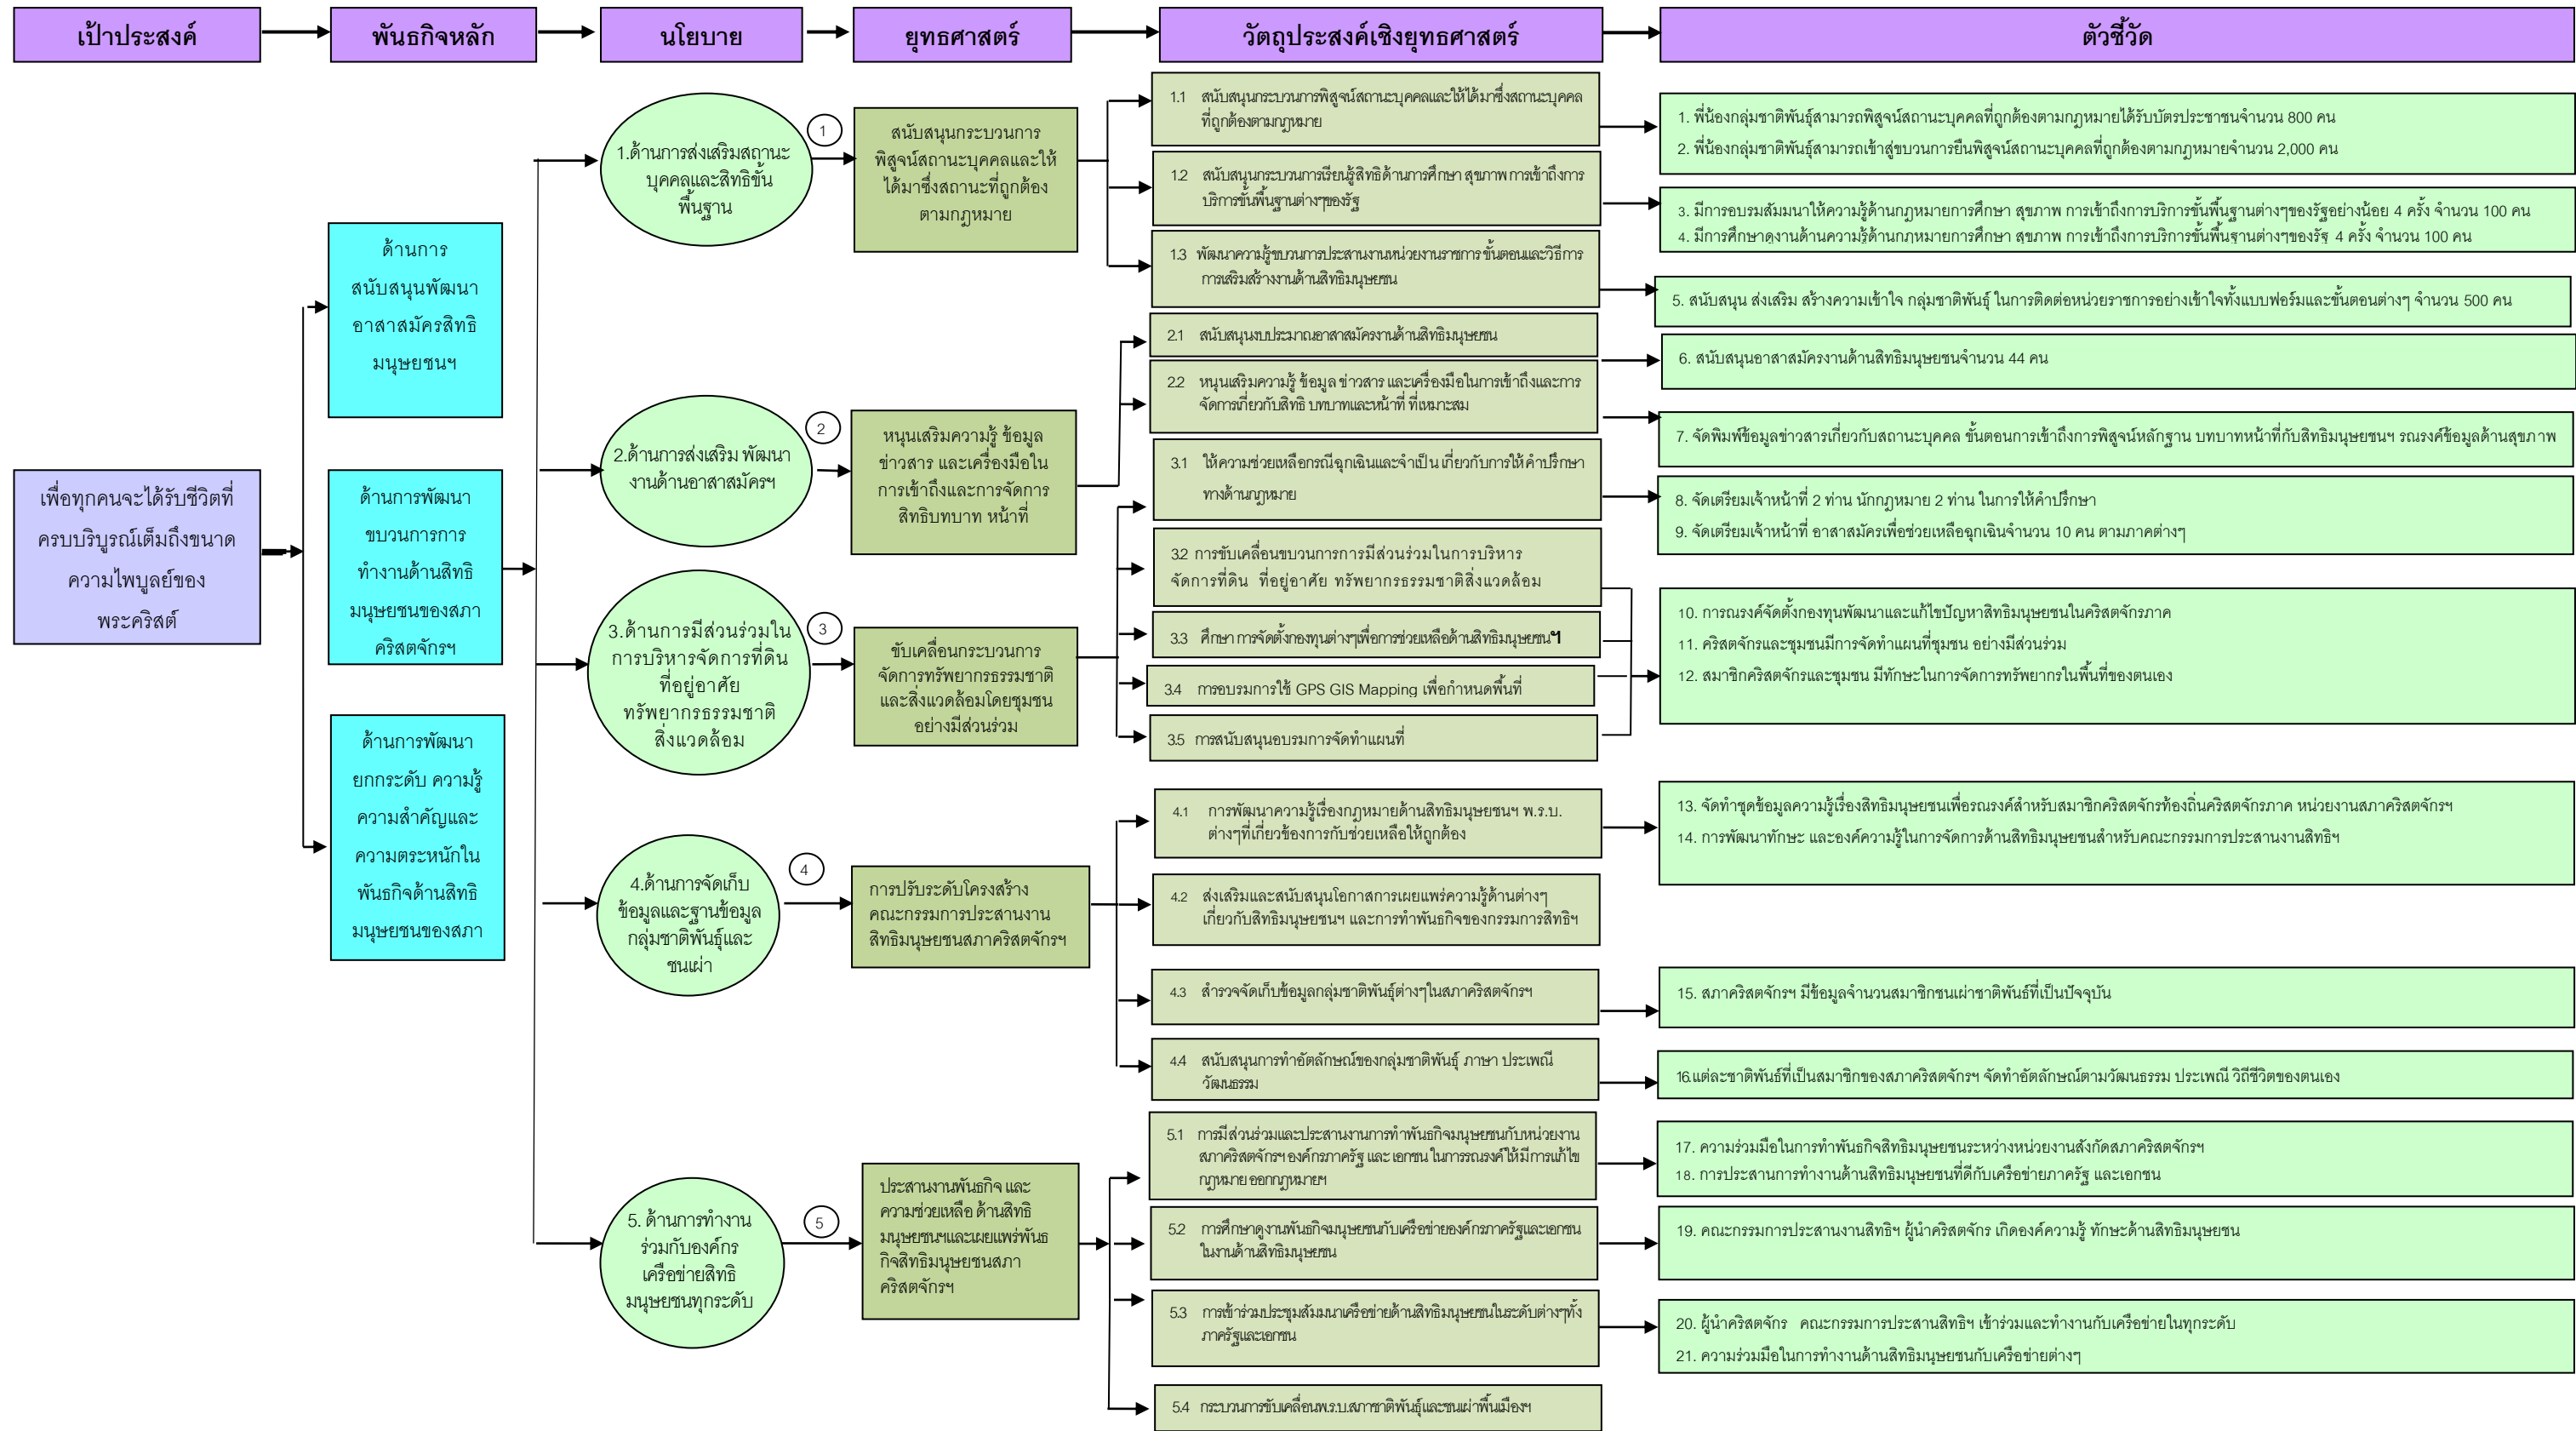 เป้าประสงค์
พันธกิจหลัก
นโยบาย
ยุทธศาสตร์
วัตถุประสงค์เชิงยุทธศาสตร์
ตัวชี้วัด
เพื่อทุกคนจะได้รับชีวิตที่
ครบบริบูรณ์เต็มถึงขนาด
ความไพบูลย์ของ
พระคริสต์
ด้านการ
สนับสนุนพัฒนา
อาสาสมัครสิทธิ
มนุษยชนฯ
ด้านการพัฒนา
ขบวนการการ
ทำงานด้านสิทธิ
มนุษยชนของสภา
คริสตจักรฯ
ด้านการพัฒนา
ยกกระดับ ความรู้
ความสำคัญและ
ความตระหนักใน
พันธกิจด้านสิทธิ
มนุษยชนของสภา
1.ด้านการส่งเสริมสถานะ
บุคคลและสิทธิขั้น
พื้นฐาน
2.ด้านการส่งเสริม พัฒนา
งานด้านอาสาสมัครฯ
3.ด้านการมีส่วนร่วมใน
การบริหารจัดการที่ดิน
ที่อยู่อาศัย
ทรัพยากรธรรมชาติ
สิ่งแวดล้อม
4.ด้านการจัดเก็บ
ข้อมูลและฐานข้อมูล
กลุ่มชาติพันธุ์และ
ชนเผ่า
5. ด้านการทำงาน
ร่วมกับองค์กร
เครือข่ายสิทธิ
มนุษยชนทุกระดับ
1
สนับสนุนกระบวนการ
พิสูจน์สถานะบุคคลและให้
ได้มาซึ่งสถานะที่ถูกต้อง
ตามกฎหมาย
2
หนุนเสริมความรู้ ข้อมูล
ข่าวสาร และเครื่องมือใน
การเข้าถึงและการจัดการ
สิทธิบทบาท หน้าที่
3
ขับเคลื่อนกระบวนการ
จัดการทรัพยากรธรรมชาติ
และสิ่งแวดล้อมโดยชุมชน
อย่างมีส่วนร่วม
4
การปรับระดับโครงสร้าง
คณะกรรมการประสานงาน
สิทธิมนุษยชนสภาคริสตจักรฯ
5
ประสานงานพันธกิจ และ
ความช่วยเหลือ ด้านสิทธิ
มนุษยชนฯและเผยแพร่พันธ
กิจสิทธิมนุษยชนสภา
คริสตจักรฯ
1.1 สนับสนุนกระบวนการพิสูจน์สถานะบุคคลและให้ได้มาซึ่งสถานะบุคคล
ที่ถูกต้องตามกฎหมาย
1.2 สนับสนุนกระบวนการเรียนรู้สิทธิด้านการศึกษา สุขภาพ การเข้าถึงการ
บริการขั้นพื้นฐานต่างๆของรัฐ
1.3 พัฒนาความรู้ขบวนการประสานงานหน่วยงานราชการ ขั้นตอนและวิธีการ
การเสริมสร้างงานด้านสิทธิมนุษยชน
2.1 สนับสนุนงบประมาณอาสาสมัครงานด้านสิทธิมนุษยชน
2.2 หนุนเสริมความรู้ ข้อมูล ข่าวสาร และเครื่องมือในการเข้าถึงและการ
จัดการเกี่ยวกับสิทธิ บทบาทและหน้าที่ ที่เหมาะสม
3.1 ให้ความช่วยเหลือกรณีฉุกเฉินและจำเป็น เกี่ยวกับการให้คำปรึกษา
ทางด้านกฎหมาย
3.2 การขับเคลื่อนขบวนการการมีส่วนร่วมในการบริหาร
จัดการที่ดิน ที่อยู่อาศัย ทรัพยากรธรรมชาติสิ่งแวดล้อม
3.3 ศึกษา การจัดตั้งกองทุนต่างๆเพื่อการช่วยเหลือด้านสิทธิมนุษยชนฯ
3.4 การอบรมการใช้ GPS GIS Mapping เพื่อกำหนดพื้นที่
3.5 การสนับสนุนอบรมการจัดทำแผนที่
4.1 การพัฒนาความรู้เรื่องกฎหมายด้านสิทธิมนุษยชนฯ พ.ร.บ.
ต่างๆที่เกี่ยวข้องการกับช่วยเหลือให้ถูกต้อง
4.2 ส่งเสริมและสนับสนุนโอกาสการเผยแพร่ความรู้ด้านต่างๆ
เกี่ยวกับสิทธิมนุษยชนฯ และการทำพันธกิจของกรรมการสิทธิฯ
4.3 สำรวจจัดเก็บข้อมูลกลุ่มชาติพันธุ์ต่างๆในสภาคริสตจักรฯ
4.4 สนับสนุนการทำอัตลักษณ์ของกลุ่มชาติพันธุ์ ภาษา ประเพณี
วัฒนธรรม
5.1 การมีส่วนร่วมและประสานงานการทำพันธกิจมนุษยชนกับหน่วยงาน
สภาคริสตจักรฯ องค์กรภาครัฐ และ เอกชน ในการรณรงค์ ให้มีการแก้ไข
กฎหมาย ออกกฎหมายฯ
5.2 การศึกษาดูงานพันธกิจมนุษยชนกับเครือข่ายองค์กรภาครัฐและเอกชน
ในงานด้านสิทธิมนุษยชน
5.3 การเข้าร่วมประชุมสัมมนาเครือข่ายด้านสิทธิมนุษยชนในระดับต่างๆทั้ง
ภาครัฐและเอกชน
5.4 กระบวนการขับเคลื่อนพ.ร.บ.สภาชาติพันธุ์และชนเผ่าพื้นเมืองฯ
1. พี่น้องกลุ่มชาติพันธุ์สามารถพิสูจน์สถานะบุคคลที่ถูกต้องตามกฎหมายได้รับบัตรประชาชนจำนวน 800 คน
2. พี่น้องกลุ่มชาติพันธุ์สามารถเข้าสู่ขบวนการยืนพิสูจน์สถานะบุคคลที่ถูกต้องตามกฎหมายจำนวน 2,000 คน
3. มีการอบรมสัมมนาให้ความรู้ด้านกฎหมายการศึกษา สุขภาพ การเข้าถึงการบริการขั้นพื้นฐานต่างๆของรัฐอย่างน้อย 4 ครั้ง จำนวน 100 คน
4. มีการศึกษาดูงานด้านความรู้ด้านกฎหมายการศึกษา สุขภาพ การเข้าถึงการบริการขั้นพื้นฐานต่างๆของรัฐ 4 ครั้ง จำนวน 100 คน
5. สนับสนุน ส่งเสริม สร้างความเข้าใจ กลุ่มชาติพันธุ์ ในการติดต่อหน่วยราชการอย่างเข้าใจทั้งแบบฟอร์มและขั้นตอนต่างๆ จำนวน 500 คน
6. สนับสนุนอาสาสมัครงานด้านสิทธิมนุษยชนจำนวน 44 คน
7. จัดพิมพ์ข้อมูลข่าวสารเกี่ยวกับสถานะบุคคล ขั้นตอนการเข้าถึงการพิสูจน์หลักฐาน บทบาทหน้าที่กับสิทธิมนุษยชนฯ รณรงค์ข้อมูลด้านสุขภาพ
8. จัดเตรียมเจ้าหน้าที่ 2 ท่าน นักกฎหมาย 2 ท่าน ในการให้คำปรึกษา
9. จัดเตรียมเจ้าหน้าที่ อาสาสมัครเพื่อช่วยเหลือฉุกเฉินจำนวน 10 คน ตามภาคต่างๆ
10. การณรงค์จัดตั้งกองทุนพัฒนาและแก้ไขปัญหาสิทธิมนุษยชนในคริสตจักรภาค
11. คริสตจักรและชุมชนมีการจัดทำแผนที่ชุมชน อย่างมีส่วนร่วม
12. สมาชิกคริสตจักรและชุมชน มีทักษะในการจัดการทรัพยากรในพื้นที่ของตนเอง
13. จัดทำชุดข้อมูลความรู้เรื่องสิทธิมนุษยชนเพื่อรณรงค์สำหรับสมาชิกคริสตจักรท้องถิ่นคริสตจักรภาค หน่วยงานสภาคริสตจักรฯ
14. การพัฒนาทักษะ และองค์ความรู้ในการจัดการด้านสิทธิมนุษยชนสำหรับคณะกรรมการประสานงานสิทธิฯ
15. สภาคริสตจักรฯ มีข้อมูลจำนวนสมาชิกชนเผ่าชาติพันธ์ที่เป็นปัจจุบัน
16.แต่ละชาติพันธุ์ที่เป็นสมาชิกของสภาคริสตจักรฯ จัดทำอัตลักษณ์ตามวัฒนธรรม ประเพณี วิถีชีวิตของตนเอง
17. ความร่วมมือในการทำพันธกิจสิทธิมนุษยชนระหว่างหน่วยงานสังกัดสภาคริสตจักรฯ
18. การประสานการทำงานด้านสิทธิมนุษยชนที่ดีกับเครือข่ายภาครัฐ และเอกชน
19. คณะกรรมการประสานงานสิทธิฯ ผู้นำคริสตจักร เกิดองค์ความรู้ ทักษะด้านสิทธิมนุษยชน
20. ผู้นำคริสตจักร คณะกรรมการประสานสิทธิฯ เข้าร่วมและทำงานกับเครือข่ายในทุกระดับ
21. ความร่วมมือในการทำงานด้านสิทธิมนุษยชนกับเครือข่ายต่างๆ